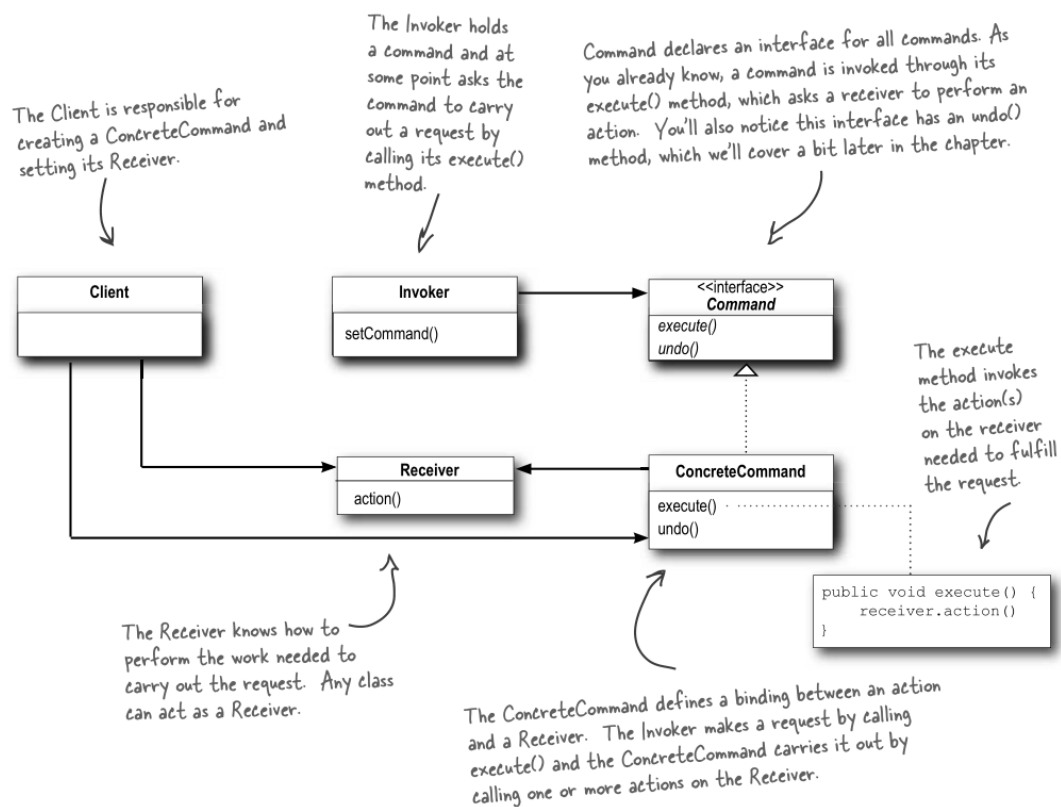 The Client is responsible for
creating a ConcreteCommand and
setting its Receiver.
The Invoker holds
a command and at
some point asks the
command to carry
out a request by
calling its execute()
method.
Command declares an interface for all commands. As
you already know, a command is invoked through its
execute() method, which asks a receiver to perform an
action. You'll also notice this interface has an undo()
method, which we'll cover a bit later in the chapter.
Client
Invoker
setCommand()
<<interface>>
Command
execute()
undo()
The execute
method invokes
the action(s)
on the receiver
needed to fulfill
the request.
Receiver
action()
ConcreteCommand
execute()
undo()
public void execute() {
receiver.action()
}
The Receiver knows how to
perform the work needed to
carry out the request. Any class
can act as a Receiver.
The ConcreteCommand defines a binding between an action
and a Receiver. The Invoker makes a request by calling
execute() and the ConcreteCommand carries it out by
calling one or more actions on the Receiver.